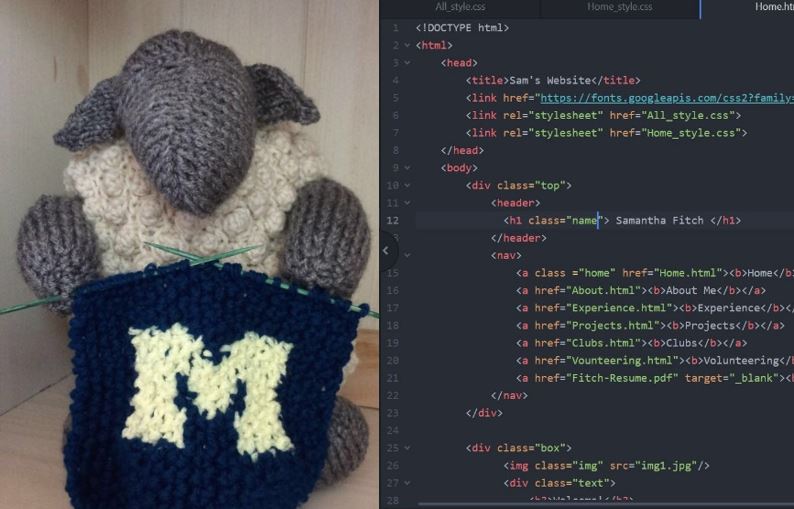 M
All_style.css
Home_style.css
Home.ht
1 <!DOCTYPE html>
2 <html>
3 <head>
4 <title>Sam's Website</title>
5 <link href="https://fonts.googleapis.com/css2?family=
6 <link rel="stylesheet" href="All_style.css">
7 <link rel="stylesheet" href="Home_style.css">
8 </head>
9 <body>
10 <div class="top">
11 <header>
12 <h1 class="name"> Samantha Fitch </h1>
3 </header>
<nav>
15 <a class ="home" href="Home.html"><b>Home</b>
16 <a href="About.html"><b>About Me</b></a>
17 <a href="Experience.html"><b>Experience</b></
18 <a href="Projects.html"><b>Projects</b></a>
19 <a href="Clubs.html"><b>Clubs</b></a>
20 <a href="Vounteering.html"><b>Volunteering</
21 <a href="Fitch-Resume.pdf" target="_blank"><b
22 </nav>
23 </div>
24
25 <div class="box">
26 <img class="img" src="img1.jpg"/>
27 <div class="text">
28 <h2>Welcome!</h2>